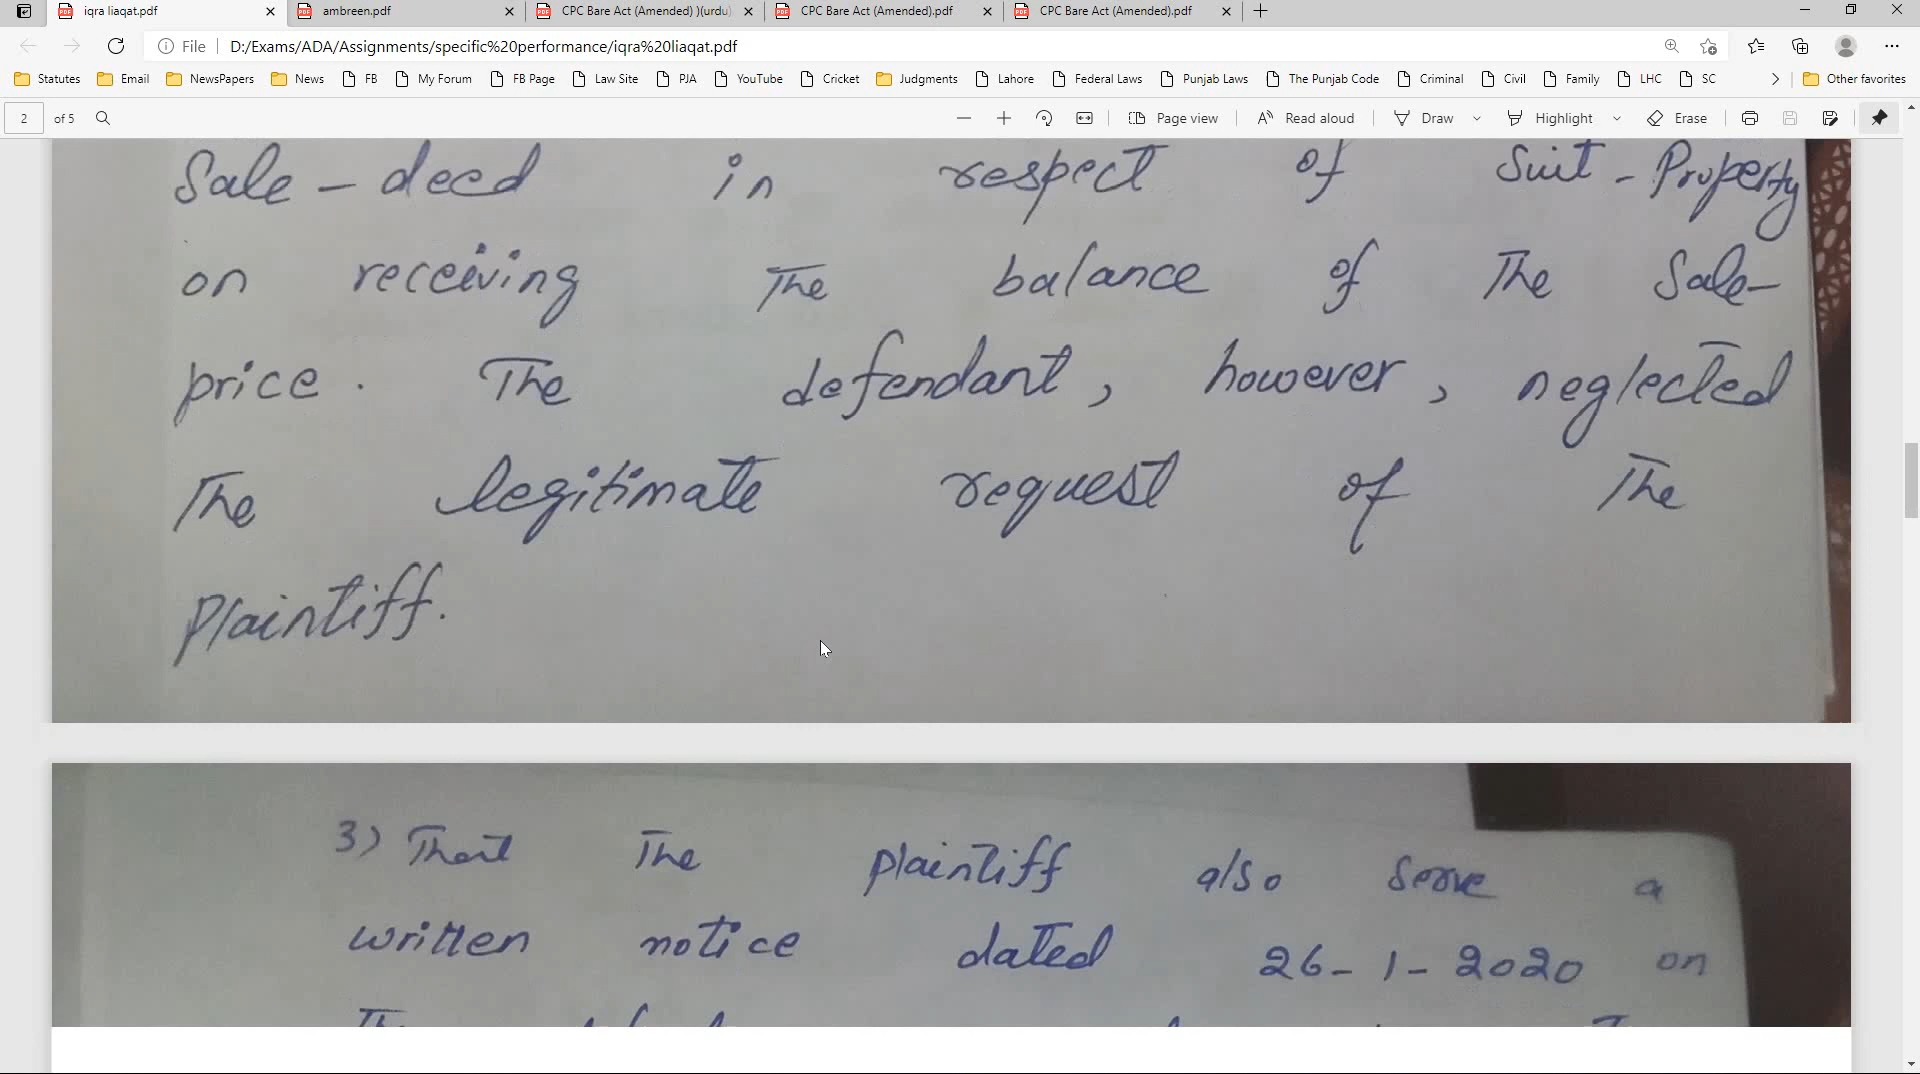 iqra liaqat.pdf
ambreen.pdf
CPC Bare Act (Amended) )(urdu)
CPC Bare Act (Amended).pdf
CPC Bare Act (Amended).pdf
File
D:/Exams/ADA/Assignments/specific%20performance/iqra%20liaqat.pdf
Statutes Email NewsPapers News FB My Forum FB Page Law Site PJA YouTube Cricket Judgments Lahore Federal Laws Punjab Laws The Punjab Code Criminal Civil Family LHC SC Other favorites
2 of 5 Page view Read aloud Draw Highlight Erase
Sale - deed in respect of Suit - Property
on receiving The balance of The Sale-
price. The defendant, however, neglected
The legitimate request of The
Plaintiff.
3) That The plaintiff also serve a
written notice dated 26-1-2020 on